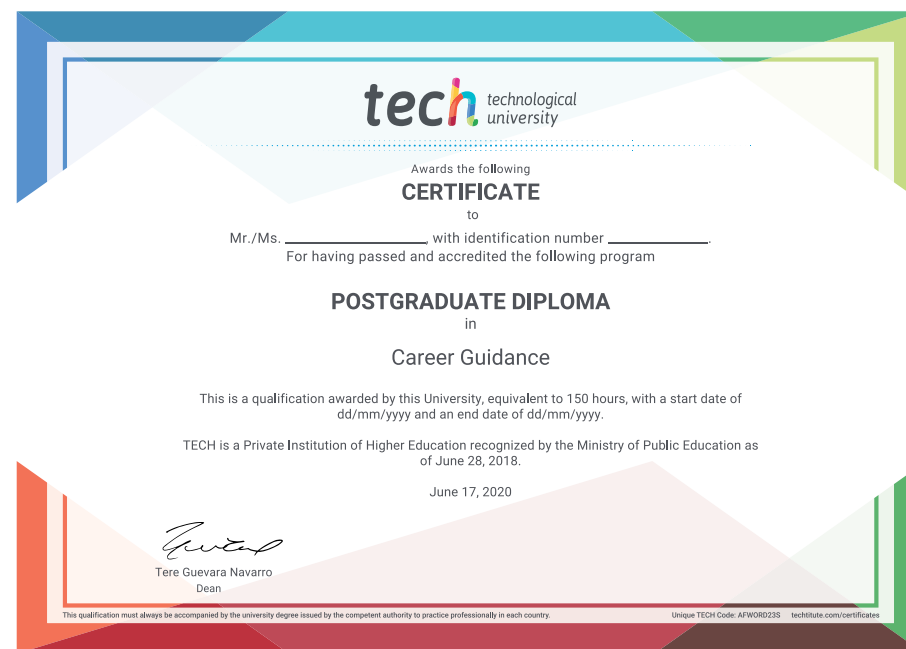 tech technological
university
Awards the following
CERTIFICATE
to
Mr./Ms. ____________________, with identification number ______________.
For having passed and accredited the following program
POSTGRADUATE DIPLOMA
in
Career Guidance
This is a qualification awarded by this University, equivalent to 150 hours, with a start date of
dd/mm/yyyy and an end date of dd/mm/yyyy.
TECH is a Private Institution of Higher Education recognized by the Ministry of Public Education as
of June 28, 2018.
June 17, 2020
Tere Guevara Navarro
Dean
This qualification must always be accompanied by the university degree issued by the competent authority to practice professionally in each country.
Unique TECH Code: AFWORD23S techtitute.com/certificates